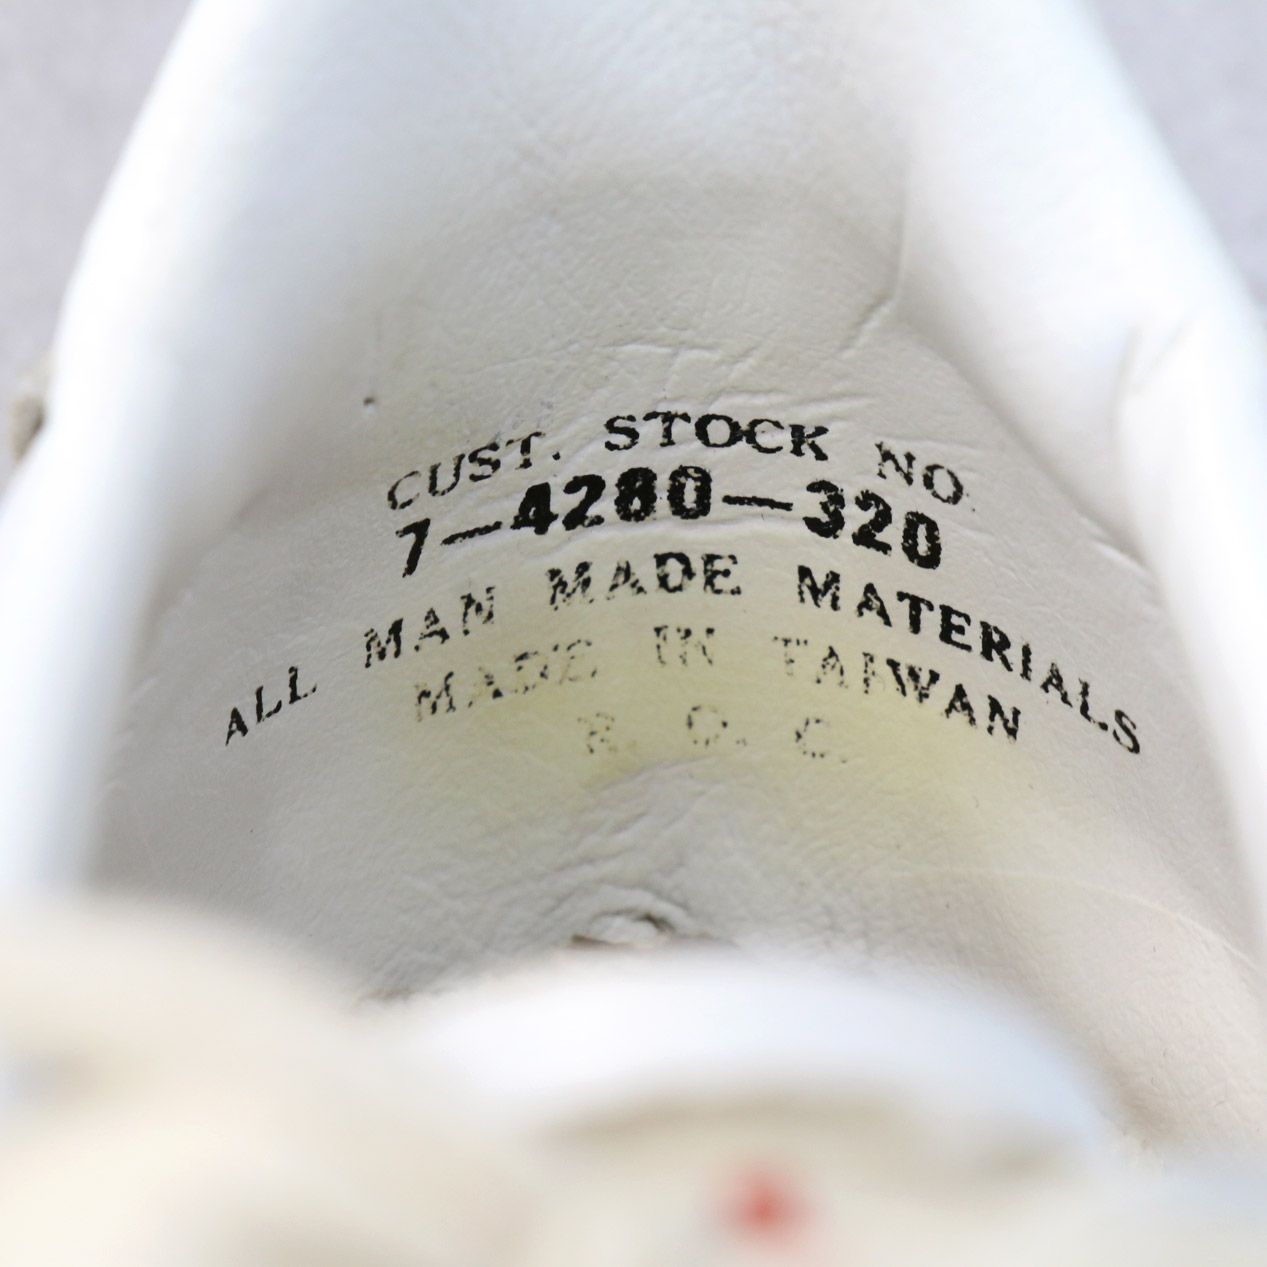 CUST. STOCK NO.
7-4280-320
ALL MAN MADE MATERIALS
MADE IN TAIWAN
R. O. C.